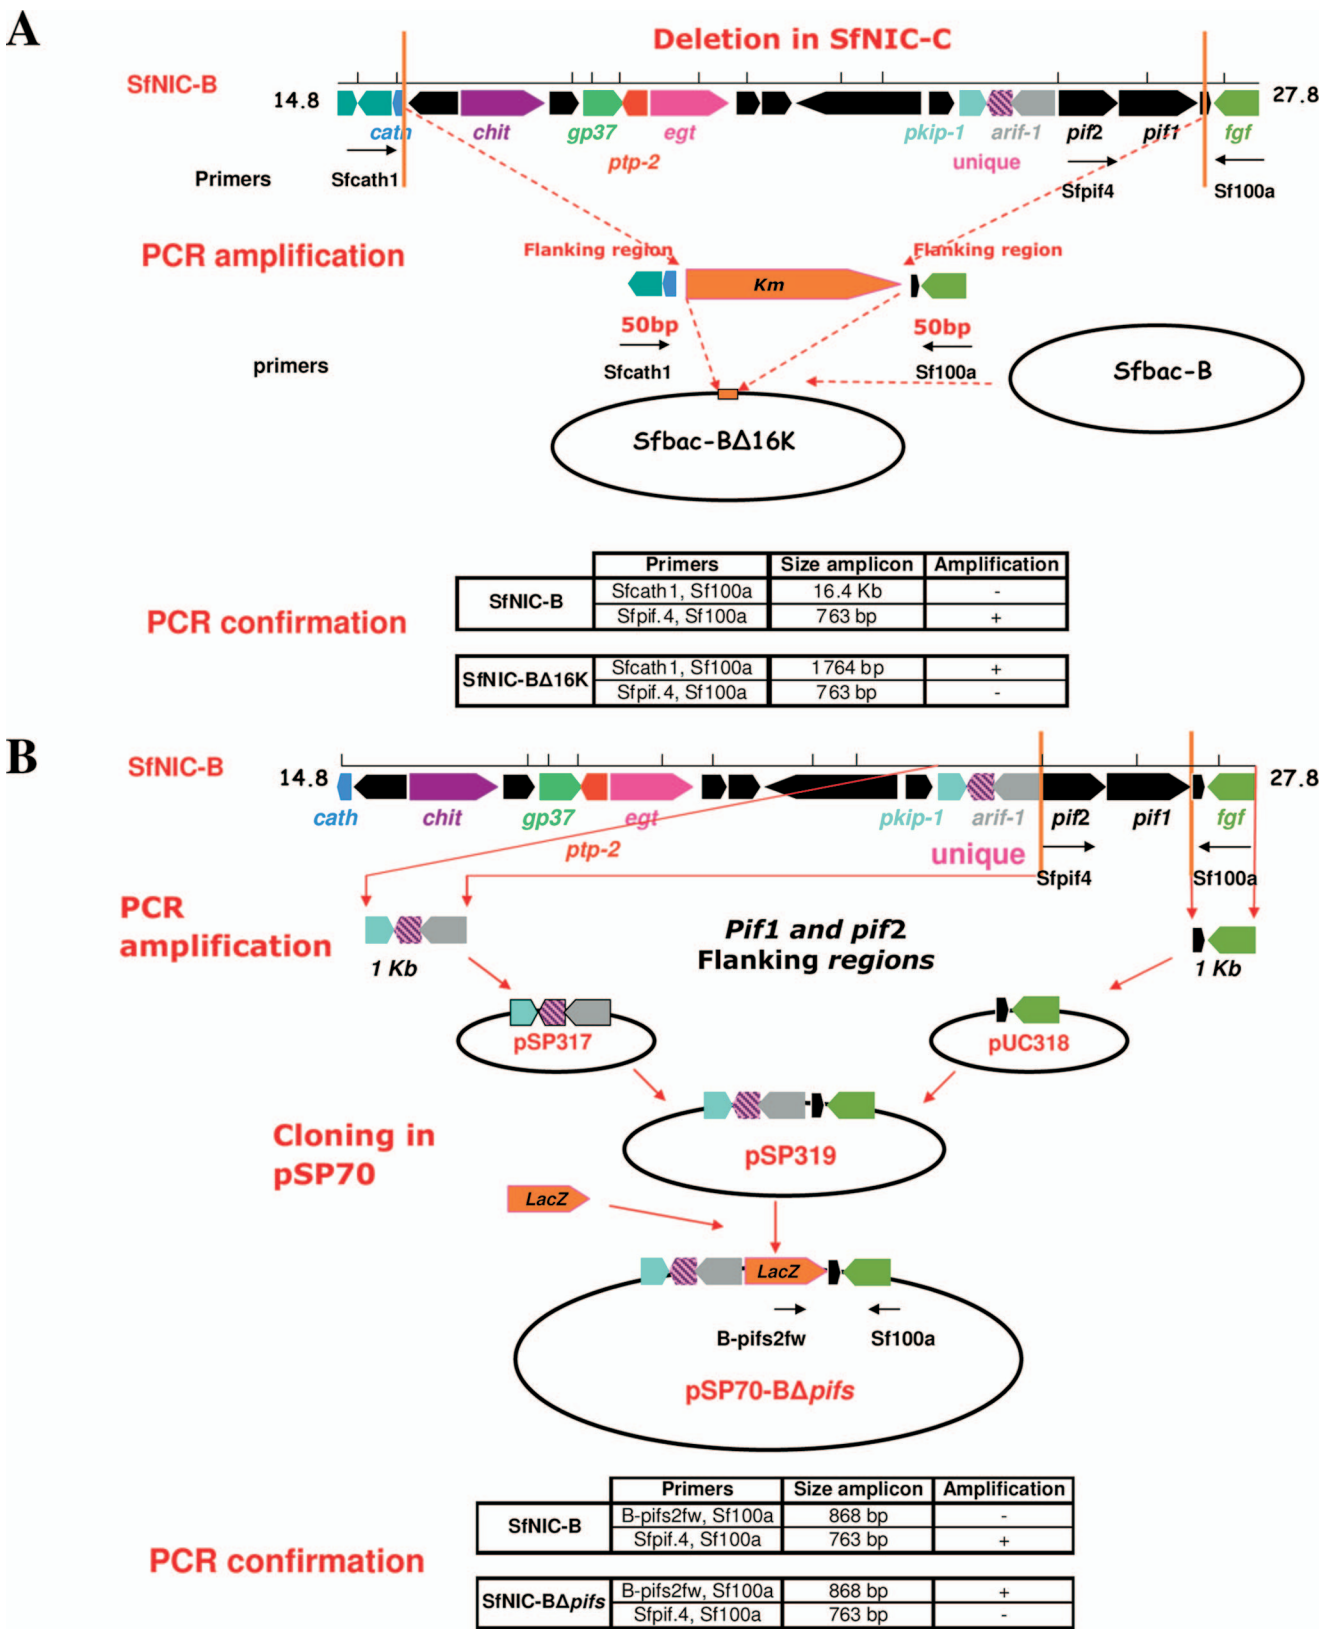 A
Deletion in SfNIC-C
SfNIC-B
14.8
27.8
cath
chit
gp37
egt
pkip-1
arif-1
pif2
pif1
fgf
ptp-2
unique
Primers
Sfcath1
Sfpif4
Sf100a
PCR amplification
Flanking region
Flanking region
Km
50bp
50bp
primers
Sfcath1
Sf100a
Sfbac-B
Sfbac-BΔ16K
PCR confirmation
Primers Size amplicon Amplification
SfNIC-B
Sfcath1, Sf100a 16.4 Kb -
Sfpif.4, Sf100a 763 bp +
SfNIC-BΔ16K
Sfcath1, Sf100a 1764 bp +
Sfpif.4, Sf100a 763 bp -
B
SfNIC-B
14.8
27.8
cath
chit
gp37
egt
pkip-1
arif-1
pif2
pif1
fgf
ptp-2
unique
Sfpif4
Sf100a
PCR
amplification
1 Kb
Pif1 and pif2
Flanking regions
1 Kb
pSP317
pUC318
Cloning in
pSP70
pSP319
LacZ
LacZ
B-pifs2fw
Sf100a
pSP70-BΔpifs
PCR confirmation
Primers Size amplicon Amplification
SfNIC-B
B-pifs2fw, Sf100a 868 bp -
Sfpif.4, Sf100a 763 bp +
SfNIC-BΔpifs
B-pifs2fw, Sf100a 868 bp +
Sfpif.4, Sf100a 763 bp -